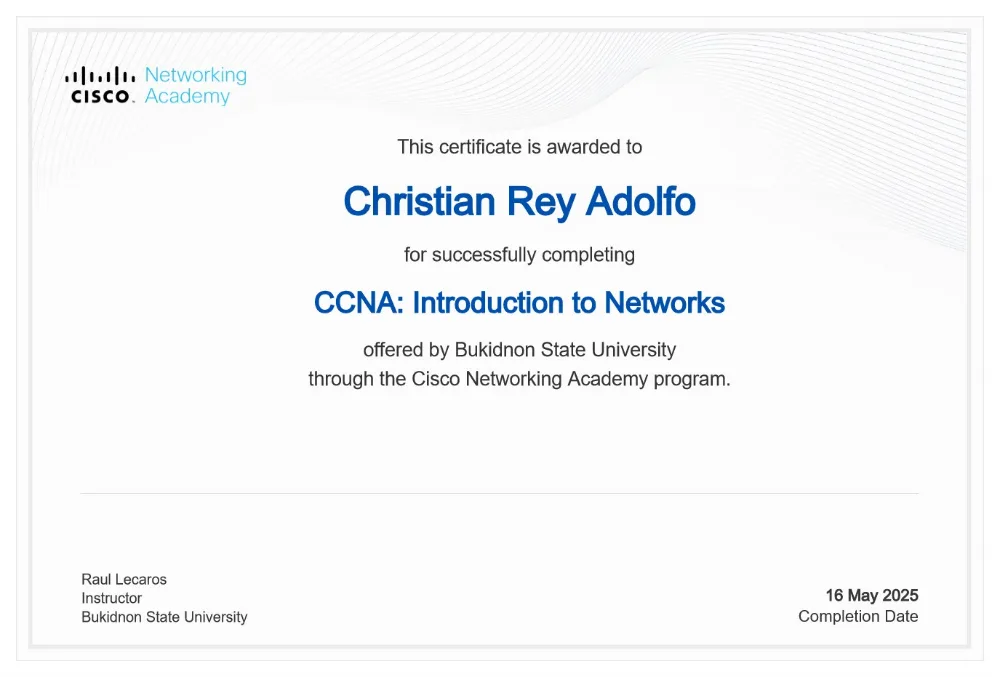 Networking
CISCO. Academy
This certificate is awarded to
Christian Rey Adolfo
for successfully completing
CCNA: Introduction to Networks
offered by Bukidnon State University
through the Cisco Networking Academy program.
Raul Lecaros
Instructor
Bukidnon State University
16 May 2025
Completion Date